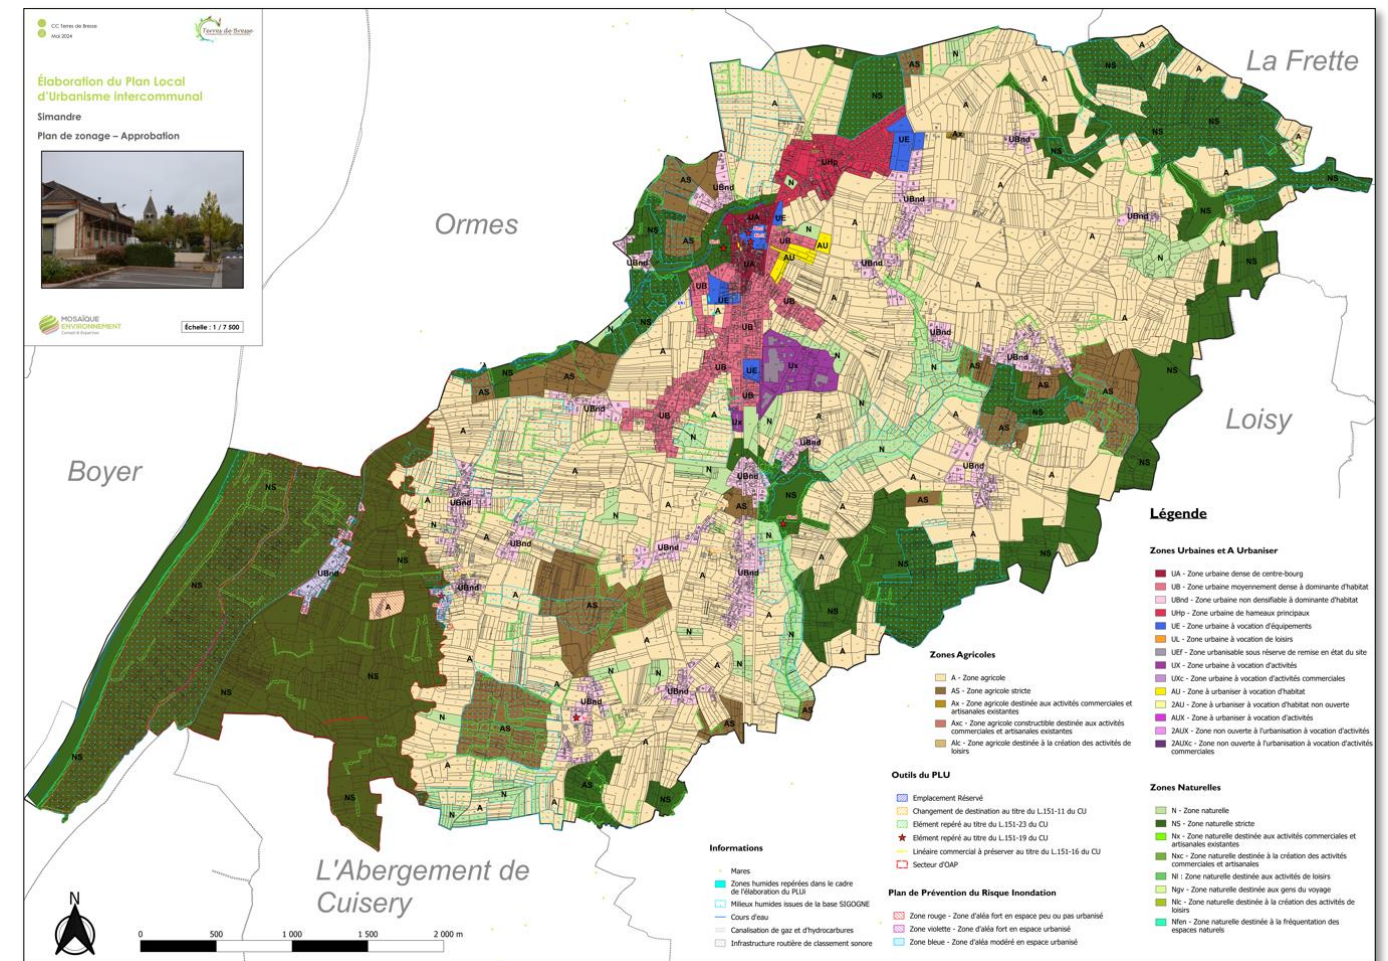 CC Terres de Bresse
Mai 2024
Terres de Bresse
Élaboration du Plan Local
d'Urbanisme intercommunal
Simandre
Plan de zonage – Approbation
MOSAÏQUE
ENVIRONNEMENT
Échelle : 1 / 7 500
Ormes
La Frette
Loisy
Boyer
L'Abergement de
Cuisery
N
0 500 1 000 1 500 2 000 m
Légende
Zones Urbaines et A Urbaniser
UA - Zone urbaine dense de centre-bourg
UB - Zone urbaine moyennement dense à dominante d'habitat
UBnd - Zone urbaine non densifiable à dominante d'habitat
UHp - Zone urbaine de hameaux principaux
UE - Zone urbaine à vocation d'équipements
UL - Zone urbaine à vocation de loisirs
UEf - Zone urbanisable sous réserve de remise en état du site
UX - Zone urbaine à vocation d'activités
UXc - Zone urbaine à vocation d'activités commerciales
AU - Zone à urbaniser à vocation d'habitat
2AU - Zone à urbaniser à vocation d'habitat non ouverte
AUX - Zone à urbaniser à vocation d'activités
2AUX - Zone non ouverte à l'urbanisation à vocation d'activités
2AUXc - Zone non ouverte à l'urbanisation à vocation d'activités
commerciales
Zones Agricoles
A - Zone agricole
AS - Zone agricole stricte
Ax - Zone agricole destinée aux activités commerciales et
artisanales existantes
Axc - Zone agricole constructible destinée aux activités
commerciales et artisanales existantes
Alc - Zone agricole destinée à la création des activités de
loisirs
Zones Naturelles
N - Zone naturelle
NS - Zone naturelle stricte
Nx - Zone naturelle destinée aux activités commerciales et
artisanales existantes
Nxc - Zone naturelle destinée à la création des activités
commerciales et artisanales
Nl : Zone naturelle destinée aux activités de loisirs
Ngv - Zone naturelle destinée aux gens du voyage
Nlc - Zone naturelle destinée à la création des activités de
loisirs
Nfen - Zone naturelle destinée à la fréquentation des
espaces naturels
Outils du PLU
Emplacement Réservé
Changement de destination au titre du L.151-11 du CU
Elément repéré au titre du L.151-23 du CU
Elément repéré au titre du L.151-19 du CU
Linéaire commercial à préserver au titre du L.151-16 du CU
Secteur d'OAP
Plan de Prévention du Risque Inondation
Zone rouge - Zone d'aléa fort en espace peu ou pas urbanisé
Zone violette - Zone d'aléa fort en espace urbanisé
Zone bleue - Zone d'aléa modéré en espace urbanisé
Informations
Mares
Zones humides repérées dans le cadre
de l'élaboration du PLUi
Milieux humides issues de la base SIGOGNE
Cours d'eau
Canalisation de gaz et d'hydrocarbures
Infrastructure routière de classement sonore